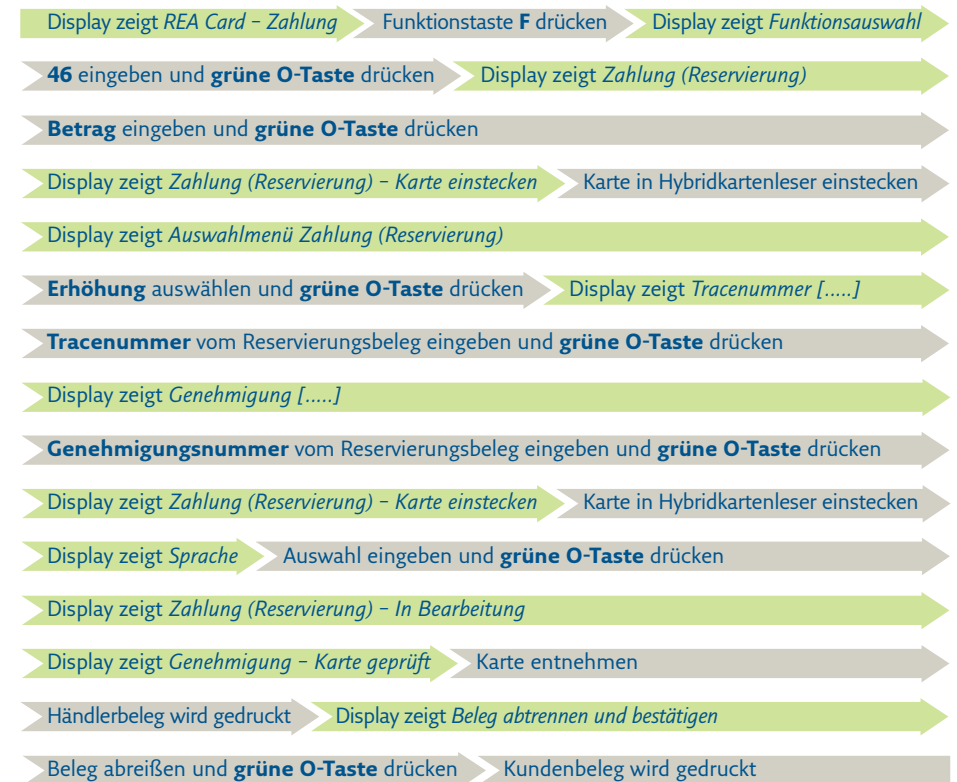 Display zeigt REA Card – Zahlung Funktionstaste F drücken Display zeigt Funktionsauswahl
46 eingeben und grüne O-Taste drücken Display zeigt Zahlung (Reservierung)
Betrag eingeben und grüne O-Taste drücken
Display zeigt Zahlung (Reservierung) – Karte einstecken Karte in Hybridkartenleser einstecken
Display zeigt Auswahlmenü Zahlung (Reservierung)
Erhöhung auswählen und grüne O-Taste drücken Display zeigt Tracenummer [.....]
Tracenummer vom Reservierungsbeleg eingeben und grüne O-Taste drücken
Display zeigt Genehmigung [.....]
Genehmigungsnummer vom Reservierungsbeleg eingeben und grüne O-Taste drücken
Display zeigt Zahlung (Reservierung) – Karte einstecken Karte in Hybridkartenleser einstecken
Display zeigt Sprache Auswahl eingeben und grüne O-Taste drücken
Display zeigt Zahlung (Reservierung) – In Bearbeitung
Display zeigt Genehmigung – Karte geprüft Karte entnehmen
Händlerbeleg wird gedruckt Display zeigt Beleg abtrennen und bestätigen
Beleg abreißen und grüne O-Taste drücken Kundenbeleg wird gedruckt